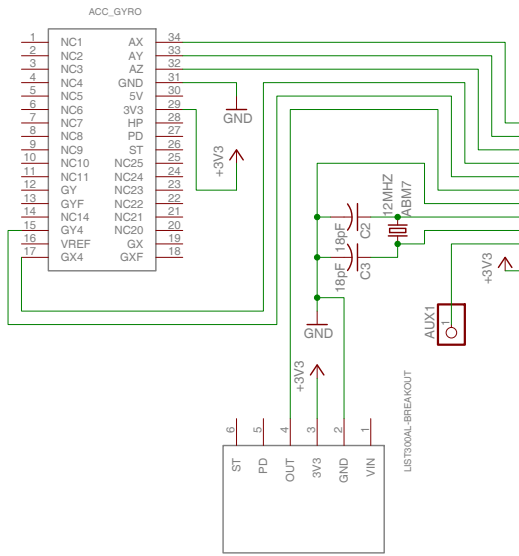 ACC_GYRO
1 NC1 AX 34
2 NC2 AY 33
3 NC3 AZ 32
4 NC4 GND 31
5 NC5 5V 30
6 NC6 3V3 29
7 NC7 HP 28
8 NC8 PD 27
9 NC9 ST 26
10 NC10 NC25 25
11 NC11 NC24 24
12 GY NC23 23
13 GYF NC22 22
14 NC14 NC21 21
15 GY4 NC20 20
16 VREF GX 19
17 GX4 GXF 18
GND
+3V3
12MHZ
ABM7
18pF
C2
18pF
C3
GND
+3V3
AUX1
1
+3V3
LIST300AL-BREAKOUT
6 5 4 3 2 1
ST PD OUT 3V3 GND VIN